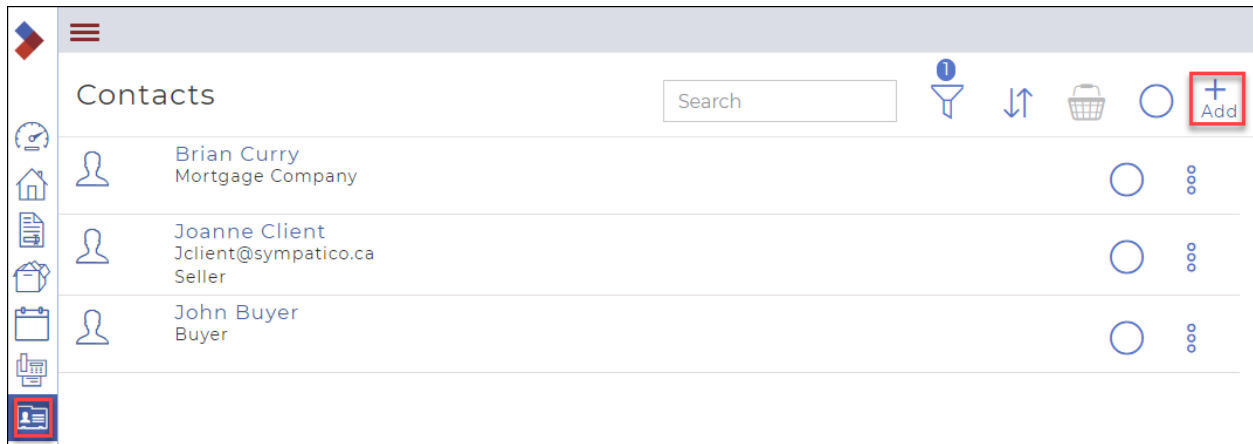 1
Contacts
Search
Add
Brian Curry
Mortgage Company
Joanne Client
Jclient@sympatico.ca
Seller
John Buyer
Buyer